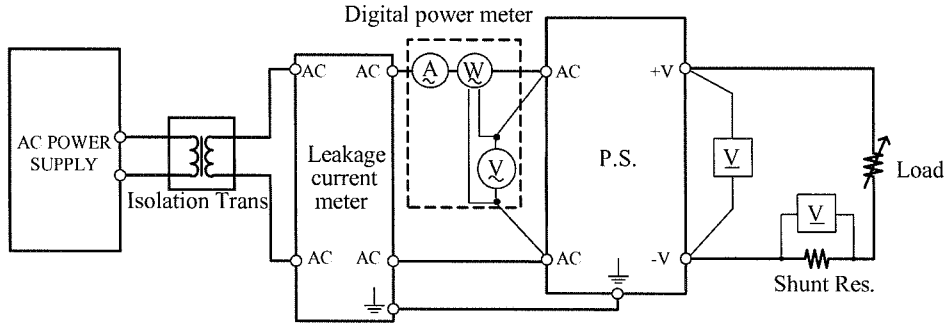 Digital power meter
AC POWER
SUPPLY
Isolation Trans
AC AC
Leakage
current
meter
AC AC
A
W
V
AC
+V
P.S.
AC
-V
V
V
Load
Shunt Res.